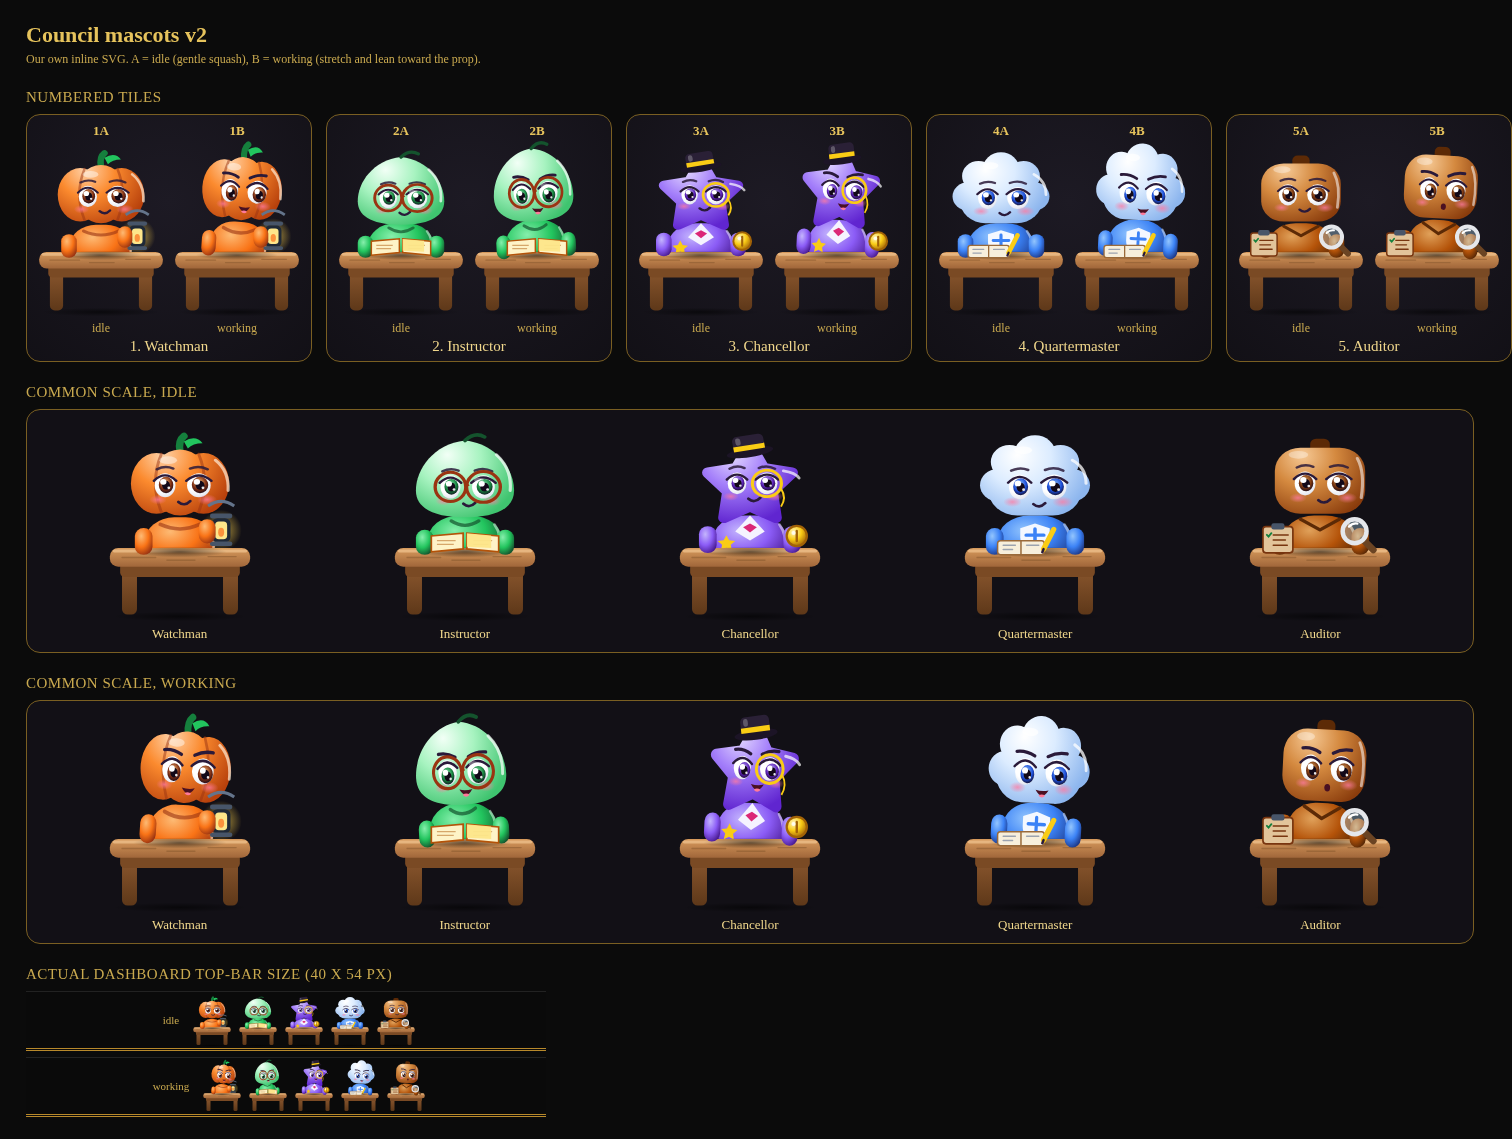 Council mascots v2
Our own inline SVG. A = idle (gentle squash), B = working (stretch and lean toward the prop).
NUMBERED TILES
1A 1B 2A 2B 3A 3B 4A 4B 5A 5B
idle working idle working idle working idle working idle working
1. Watchman 2. Instructor 3. Chancellor 4. Quartermaster 5. Auditor
COMMON SCALE, IDLE
Watchman Instructor Chancellor Quartermaster Auditor
COMMON SCALE, WORKING
Watchman Instructor Chancellor Quartermaster Auditor
ACTUAL DASHBOARD TOP-BAR SIZE (40 X 54 PX)
idle
working